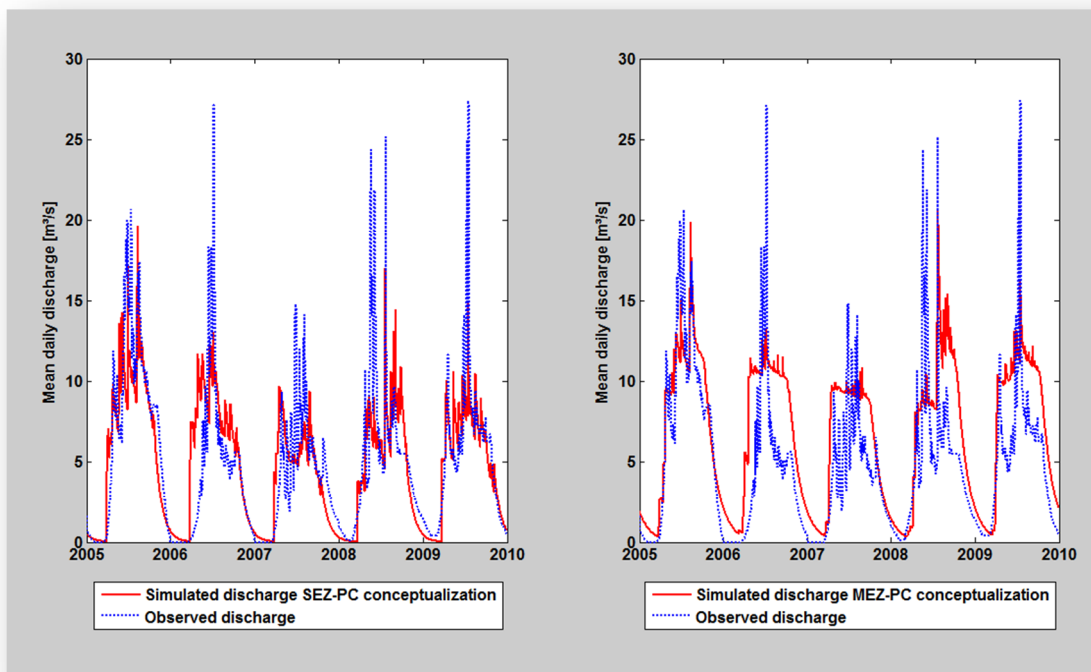 Mean daily discharge [m³/s]
30
25
20
15
10
5
0
2005 2006 2007 2008 2009 2010
Simulated discharge SEZ-PC conceptualization
Observed discharge
Mean daily discharge [m³/s]
30
25
20
15
10
5
0
2005 2006 2007 2008 2009 2010
Simulated discharge MEZ-PC conceptualization
Observed discharge